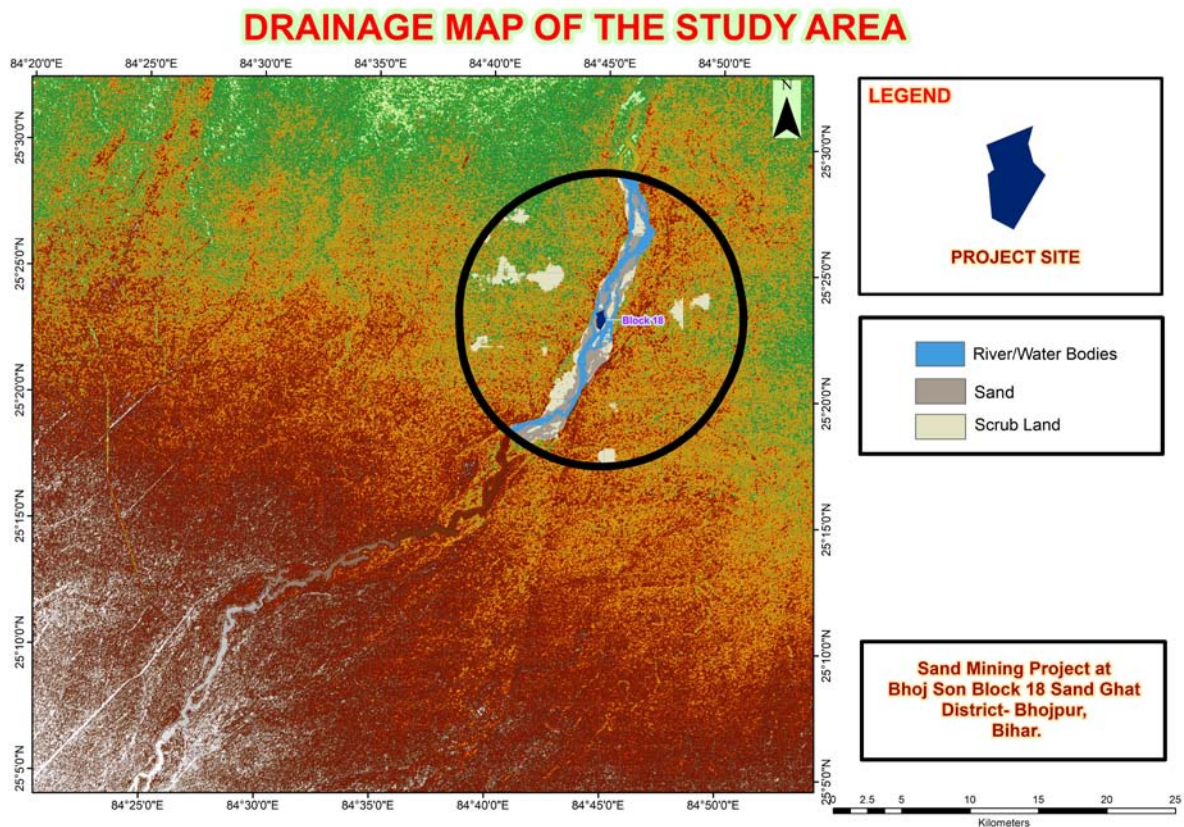 DRAINAGE MAP OF THE STUDY AREA
84°20'0"E 84°25'0"E 84°30'0"E 84°35'0"E 84°40'0"E 84°45'0"E 84°50'0"E
N
25°30'0"N
25°25'0"N
25°20'0"N
25°15'0"N
25°10'0"N
25°5'0"N
Block 18
25°30'0"N
25°25'0"N
25°20'0"N
25°15'0"N
25°10'0"N
25°5'0"N
84°25'0"E 84°30'0"E 84°35'0"E 84°40'0"E 84°45'0"E 84°50'0"E
LEGEND
PROJECT SITE
River/Water Bodies
Sand
Scrub Land
Sand Mining Project at
Bhoj Son Block 18 Sand Ghat
District- Bhojpur,
Bihar.
0 2.5 5 10 15 20 25
Kilometers